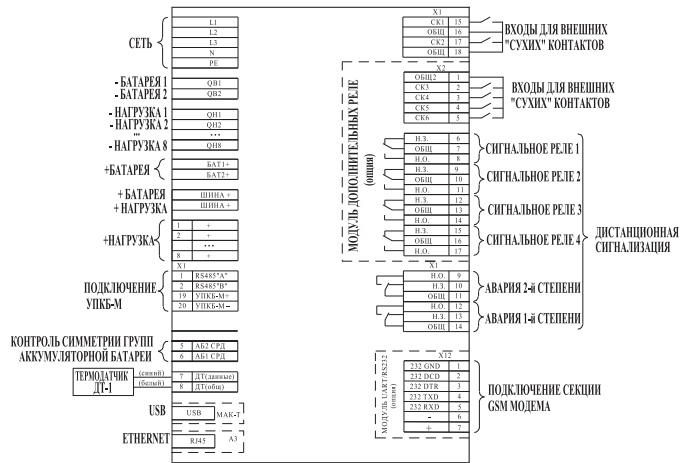 СЕТЬ
L1
L2
L3
N
PE
- БАТАРЕЯ 1
- БАТАРЕЯ 2
QB1
QB2
- НАГРУЗКА 1
- НАГРУЗКА 2
...
- НАГРУЗКА 8
QH1
QH2
...
QH8
+БАТАРЕЯ
БАТ1+
БАТ2+
+ БАТАРЕЯ
+ НАГРУЗКА
ШИНА +
ШИНА +
+НАГРУЗКА
1 +
2 +
...
8 +
X1
ПОДКЛЮЧЕНИЕ
УПКБ-М
1 RS485"A"
2 RS485"B"
19 УПКБ-М+
20 УПКБ-М−
КОНТРОЛЬ СИММЕТРИИ ГРУПП
АККУМУЛЯТОРНОЙ БАТАРЕИ
5 АБ2 СРД
6 АБ1 СРД
ТЕРМОДАТЧИК
ДТ-1
(синий)
(белый)
7 ДТ(данные)
8 ДТ(общ)
USB
USB
МАК-Т
ETHERNET
RJ45
А3
X1
СК1 15
ОБЩ 16
СК2 17
ОБЩ 18
ВХОДЫ ДЛЯ ВНЕШНИХ
"СУХИХ" КОНТАКТОВ
МОДУЛЬ ДОПОЛНИТЕЛЬНЫХ РЕЛЕ
(опция)
X2
ОБЩ2 1
СК3 2
СК4 3
СК5 4
СК6 5
ВХОДЫ ДЛЯ ВНЕШНИХ
"СУХИХ" КОНТАКТОВ
Н.З. 6
ОБЩ 7
Н.О. 8
СИГНАЛЬНОЕ РЕЛЕ 1
Н.З. 9
ОБЩ 10
Н.О. 11
СИГНАЛЬНОЕ РЕЛЕ 2
Н.З. 12
ОБЩ 13
Н.О. 14
СИГНАЛЬНОЕ РЕЛЕ 3
Н.З. 15
ОБЩ 16
Н.О. 17
СИГНАЛЬНОЕ РЕЛЕ 4
ДИСТАНЦИОННАЯ
СИГНАЛИЗАЦИЯ
X1
Н.О. 9
Н.З. 10
ОБЩ 11
АВАРИЯ 2-й СТЕПЕНИ
Н.О. 12
Н.З. 13
ОБЩ 14
АВАРИЯ 1-й СТЕПЕНИ
МОДУЛЬ UART/RS232
(опция)
X12
232 GND 1
232 DCD 2
232 DTR 3
232 TXD 4
232 RXD 5
- 6
+ 7
ПОДКЛЮЧЕНИЕ СЕКЦИИ
GSM МОДЕМА